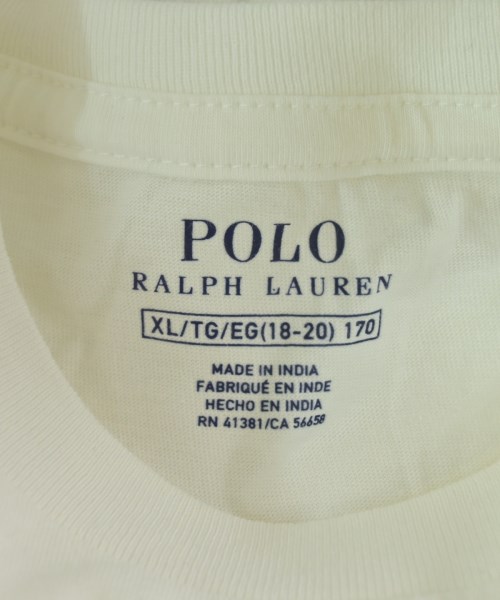 POLO
RALPH LAUREN
XL/TG/EG(18-20) 170
MADE IN INDIA
FABRIQUÉ EN INDE
HECHO EN INDIA
RN 41381/CA 56658